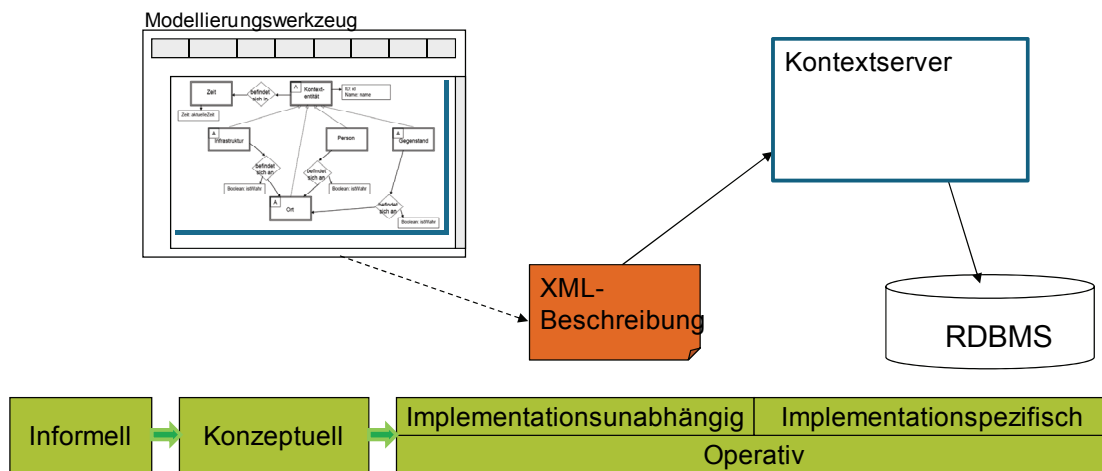 Modellierungswerkzeug
Zeit
befindet
sich in
Kontext-
entität
A
Id: id
Name: name
Zeit: aktuelleZeit
A
Infrastruktur
Person
A
Gegenstand
befindet
sich an
befindet
sich an
Boolean: istWahr
Boolean: istWahr
A
Ort
befindet
sich an
Boolean: istWahr
Kontextserver
XML-
Beschreibung
RDBMS
Informell
Konzeptuell
Implementationsunabhängig
Implementationspezifisch
Operativ